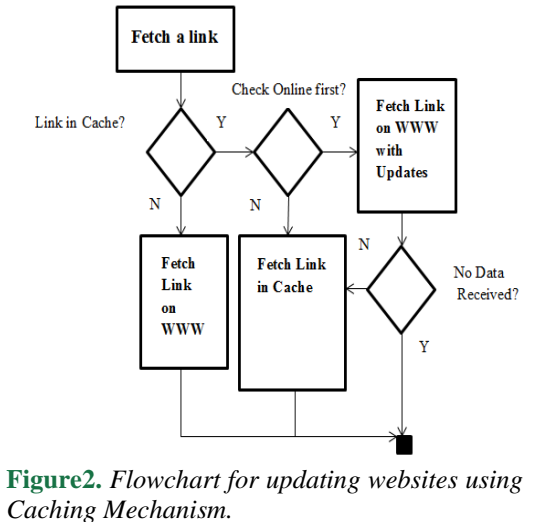 Fetch a link
Check Online first?
Link in Cache?
Y
Y
Fetch Link
on WWW
with
Updates
N
N
Fetch
Link
on
WWW
Fetch Link
in Cache
N
No Data
Received?
Y
Figure2. Flowchart for updating websites using
Caching Mechanism.